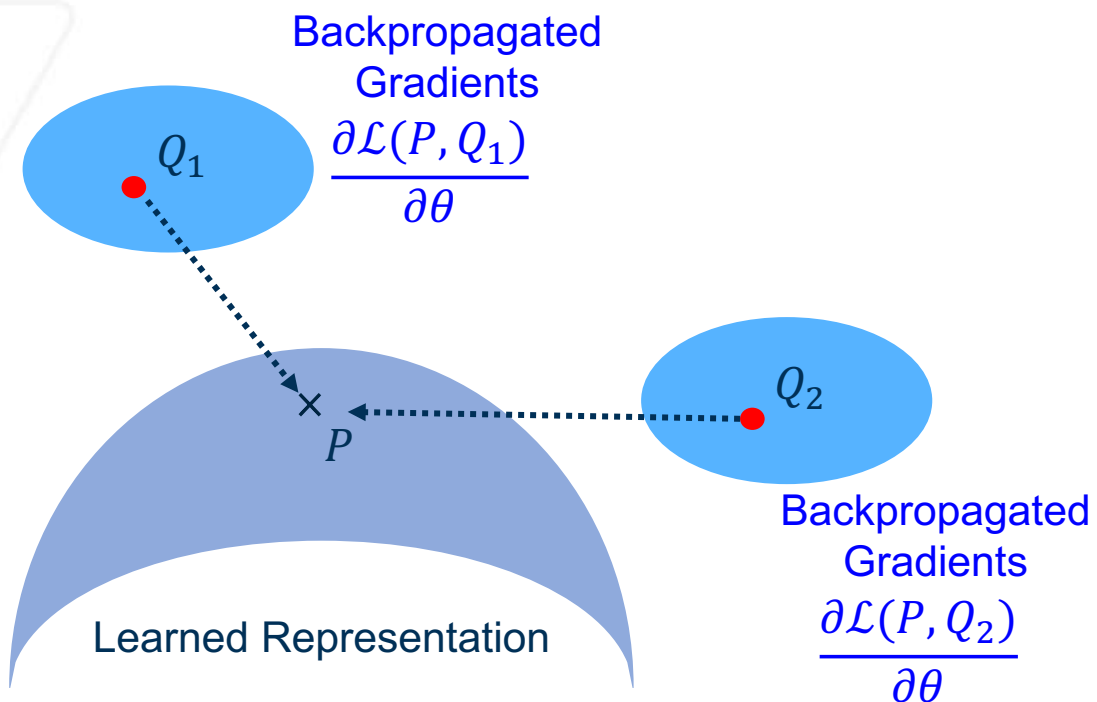 Backpropagated
Gradients
∂ℒ(P, Q₁)
∂θ
Q₁
Q₂
P
Backpropagated
Gradients
∂ℒ(P, Q₂)
∂θ
Learned Representation